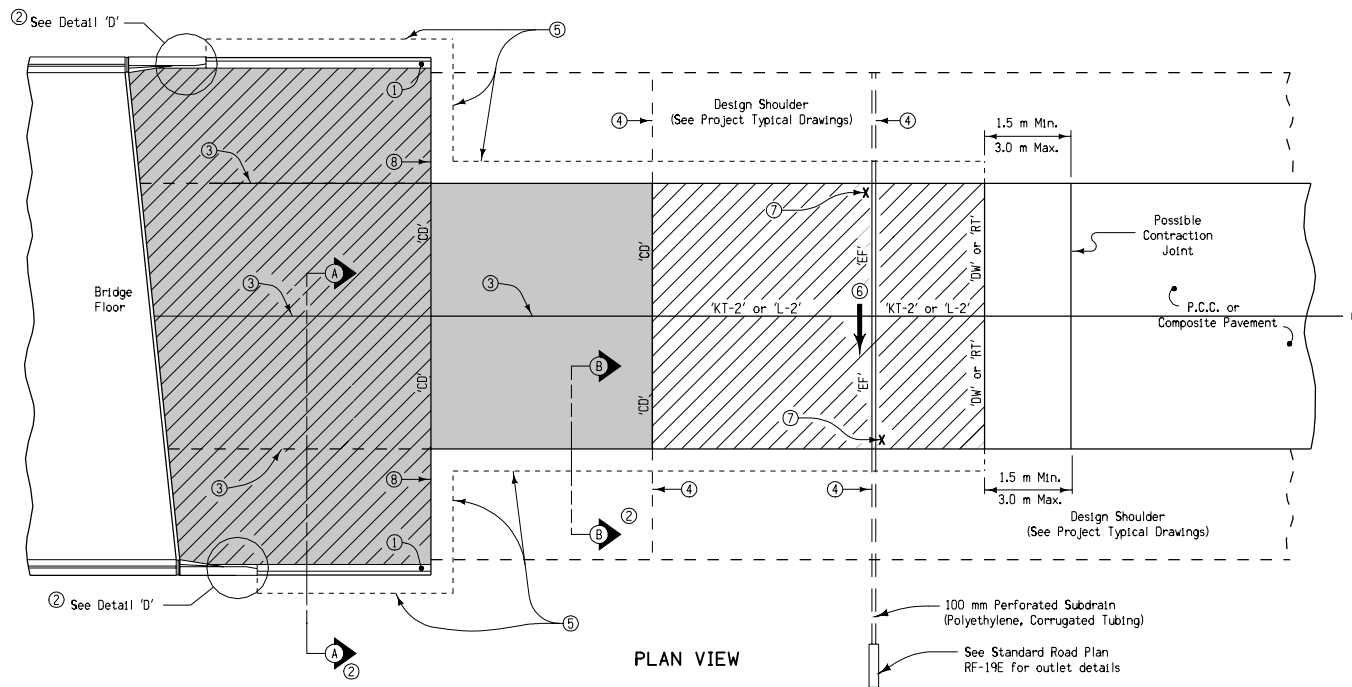 ② See Detail 'D'
⑤
①
Design Shoulder
(See Project Typical Drawings)
④
④
1.5 m Min.
3.0 m Max.
③
⑧
⑦
'CD'
'CD'
'EF'
'DW' or 'RT'
Possible
Contraction
Joint
A
Bridge
Floor
③
③
⑥
'KT-2' or 'L-2'
'KT-2' or 'L-2'
P.C.C. or
Composite Pavement
B
'CD'
'CD'
'EF'
'DW' or 'RT'
⑦
③
⑧
④
④
1.5 m Min.
3.0 m Max.
②
B
Design Shoulder
(See Project Typical Drawings)
①
② See Detail 'D'
⑤
100 mm Perforated Subdrain
(Polyethylene, Corrugated Tubing)
A
②
PLAN VIEW
See Standard Road Plan
RF-19E for outlet details